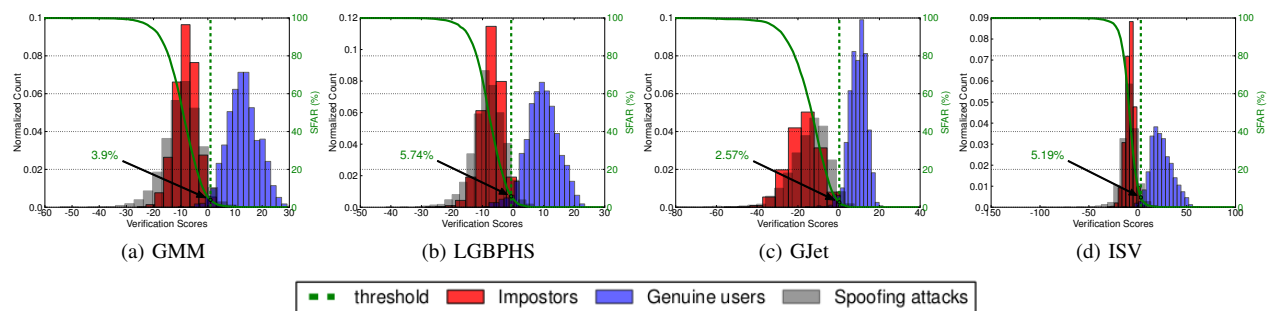 0.1
0.08
0.06
0.04
0.02
0.0
Normalized Count
-60 -50 -40 -30 -20 -10 0 10 20 30
Verification Scores
100
80
60
40
20
0
SFAR (%)
3.9%
(a) GMM
0.12
0.1
0.08
0.06
0.04
0.02
0.0
Normalized Count
-50 -40 -30 -20 -10 0 10 20 30
Verification Scores
100
80
60
40
20
0
SFAR (%)
5.74%
(b) LGBPHS
0.1
0.08
0.06
0.04
0.02
0.0
Normalized Count
-80 -60 -40 -20 0 20 40
Verification Scores
100
80
60
40
20
0
SFAR (%)
2.57%
(c) GJet
0.09
0.08
0.07
0.06
0.05
0.04
0.03
0.01
0.01
0.0
Normalized Count
-150 -100 -50 0 50 100
Verification Scores
100
80
60
40
20
0
SFAR (%)
5.19%
(d) ISV
threshold Impostors Genuine users Spoofing attacks